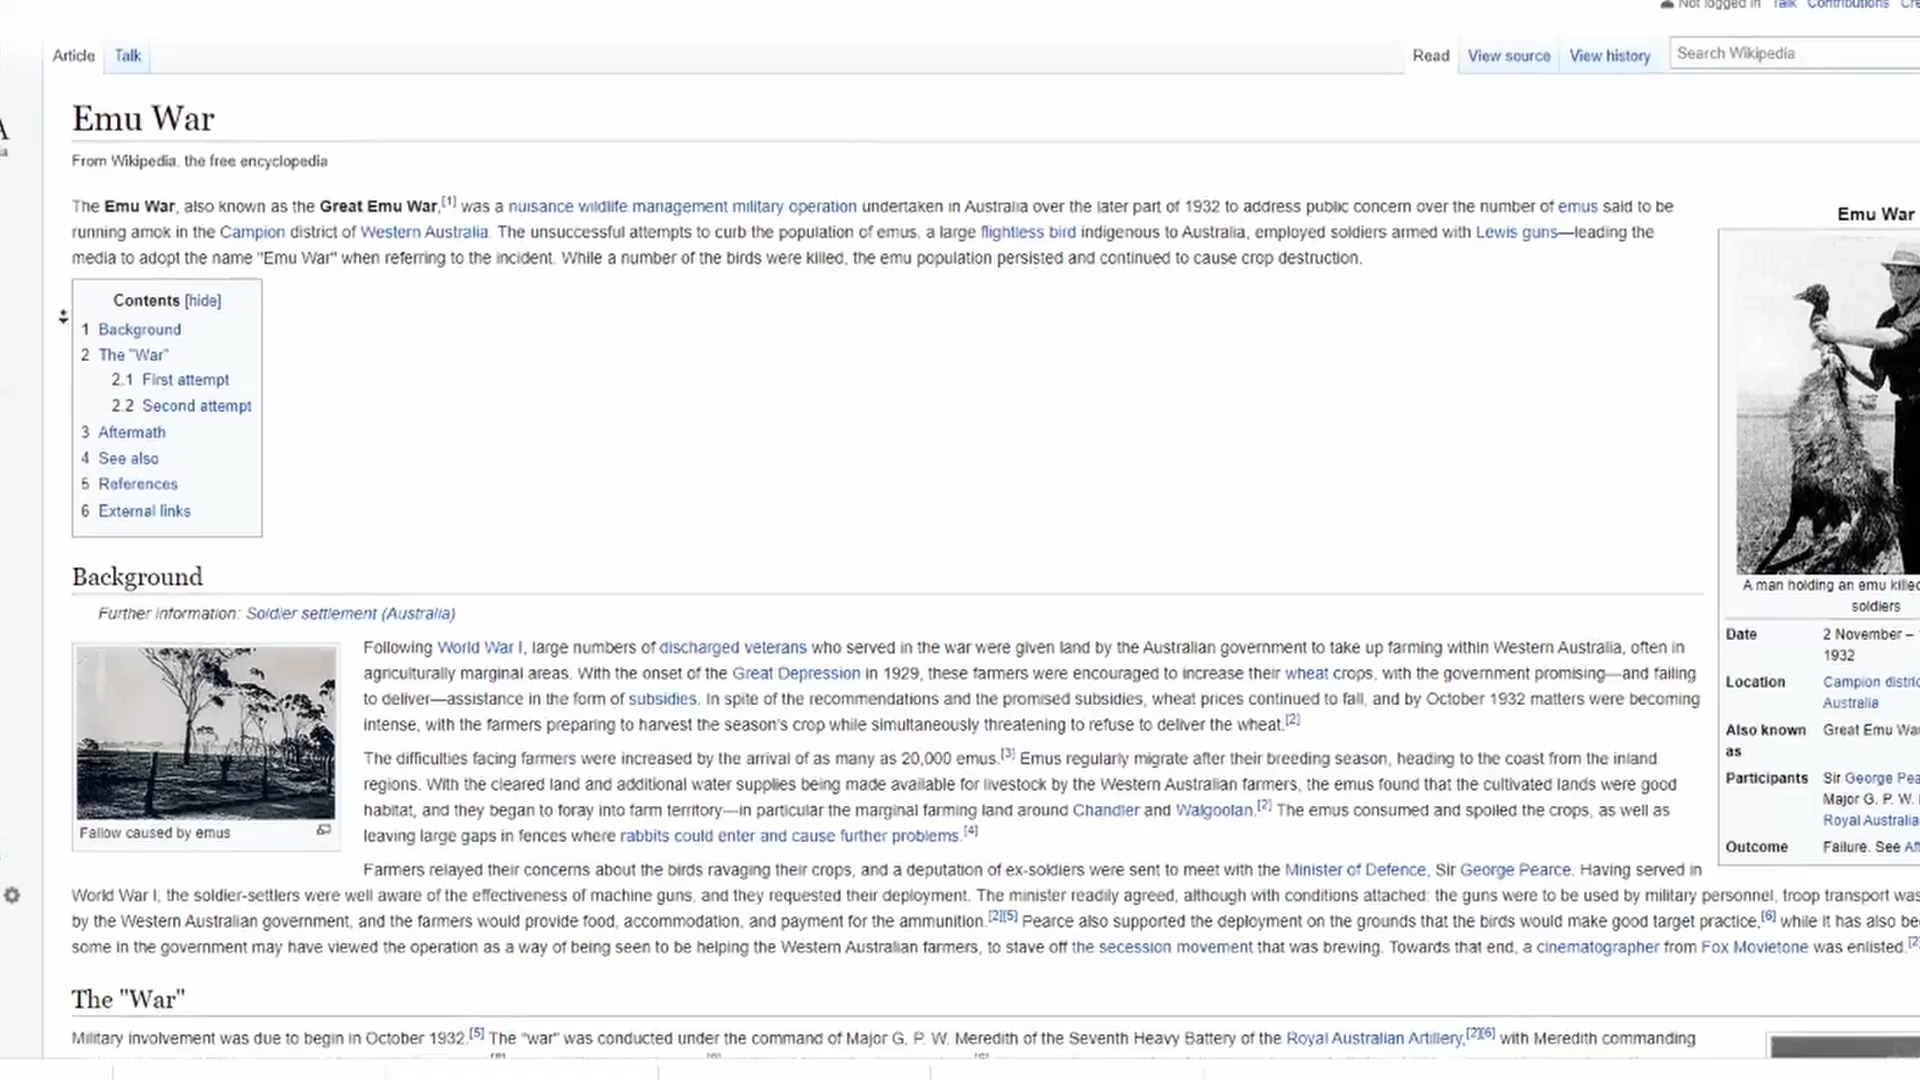 Not logged in Talk Contributions
Article Talk
Read View source View history Search Wikipedia
Emu War
From Wikipedia, the free encyclopedia
The Emu War, also known as the Great Emu War,[1] was a nuisance wildlife management military operation undertaken in Australia over the later part of 1932 to address public concern over the number of emus said to be
running amok in the Campion district of Western Australia. The unsuccessful attempts to curb the population of emus, a large flightless bird indigenous to Australia, employed soldiers armed with Lewis guns—leading the
media to adopt the name "Emu War" when referring to the incident. While a number of the birds were killed, the emu population persisted and continued to cause crop destruction.
Contents [hide]
1 Background
2 The "War"
2.1 First attempt
2.2 Second attempt
3 Aftermath
4 See also
5 References
6 External links
Background
Further information: Soldier settlement (Australia)
Fallow caused by emus
Following World War I, large numbers of discharged veterans who served in the war were given land by the Australian government to take up farming within Western Australia, often in
agriculturally marginal areas. With the onset of the Great Depression in 1929, these farmers were encouraged to increase their wheat crops, with the government promising—and failing
to deliver—assistance in the form of subsidies. In spite of the recommendations and the promised subsidies, wheat prices continued to fall, and by October 1932 matters were becoming
intense, with the farmers preparing to harvest the season's crop while simultaneously threatening to refuse to deliver the wheat.[2]
The difficulties facing farmers were increased by the arrival of as many as 20,000 emus.[3] Emus regularly migrate after their breeding season, heading to the coast from the inland
regions. With the cleared land and additional water supplies being made available for livestock by the Western Australian farmers, the emus found that the cultivated lands were good
habitat, and they began to foray into farm territory—in particular the marginal farming land around Chandler and Walgoolan.[2] The emus consumed and spoiled the crops, as well as
leaving large gaps in fences where rabbits could enter and cause further problems.[4]
Farmers relayed their concerns about the birds ravaging their crops, and a deputation of ex-soldiers were sent to meet with the Minister of Defence, Sir George Pearce. Having served in
World War I, the soldier-settlers were well aware of the effectiveness of machine guns, and they requested their deployment. The minister readily agreed, although with conditions attached: the guns were to be used by military personnel, troop transport was
by the Western Australian government, and the farmers would provide food, accommodation, and payment for the ammunition.[2][5] Pearce also supported the deployment on the grounds that the birds would make good target practice,[6] while it has also be
some in the government may have viewed the operation as a way of being seen to be helping the Western Australian farmers, to stave off the secession movement that was brewing. Towards that end, a cinematographer from Fox Movietone was enlisted.[2]
The "War"
Military involvement was due to begin in October 1932.[5] The "war" was conducted under the command of Major G. P. W. Meredith of the Seventh Heavy Battery of the Royal Australian Artillery,[2][6] with Meredith commanding
Emu War
A man holding an emu killed
soldiers
Date 2 November –
1932
Location Campion distric
Australia
Also known as Great Emu War
Participants Sir George Pea
Major G. P. W.
Royal Australia
Outcome Failure. See Af